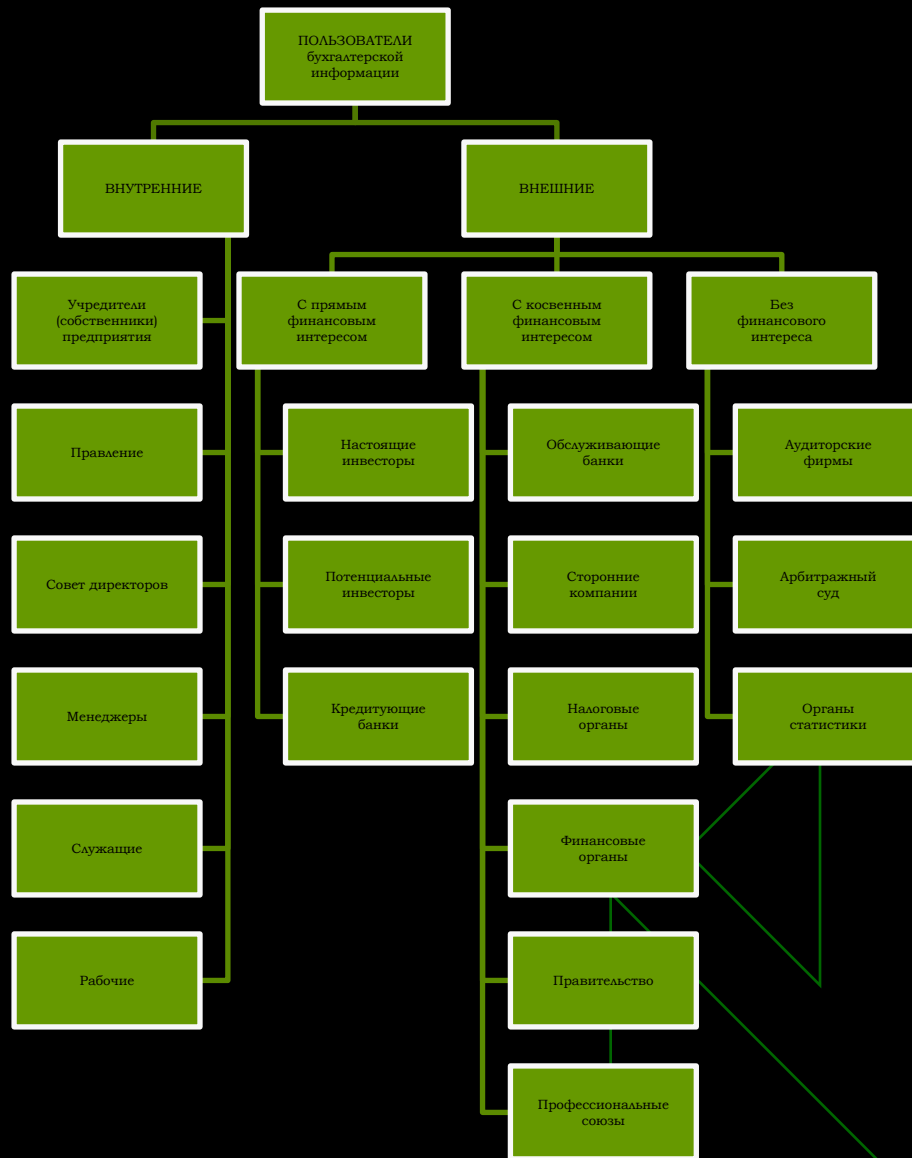 ПОЛЬЗОВАТЕЛИ
бухгалтерской
информации
ВНУТРЕННИЕ
ВНЕШНИЕ
Учредители
(собственники)
предприятия
С прямым
финансовым
интересом
С косвенным
финансовым
интересом
Без
финансового
интереса
Правление
Настоящие
инвесторы
Обслуживающие
банки
Аудиторские
фирмы
Совет директоров
Потенциальные
инвесторы
Сторонние
компании
Арбитражный
суд
Менеджеры
Кредитующие
банки
Налоговые
органы
Органы
статистики
Служащие
Финансовые
органы
Рабочие
Правительство
Профессиональные
союзы